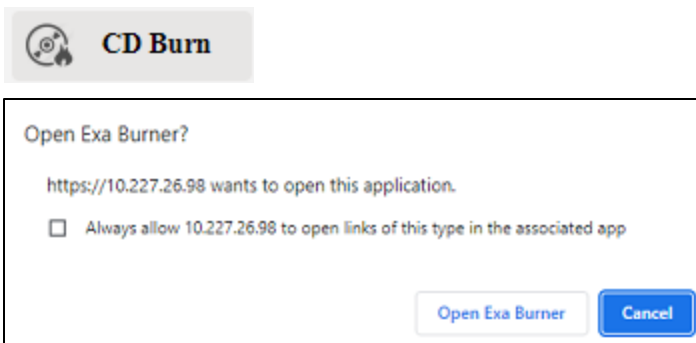 CD Burn
Open Exa Burner?
https://10.227.26.98 wants to open this application.
Always allow 10.227.26.98 to open links of this type in the associated app
Open Exa Burner
Cancel